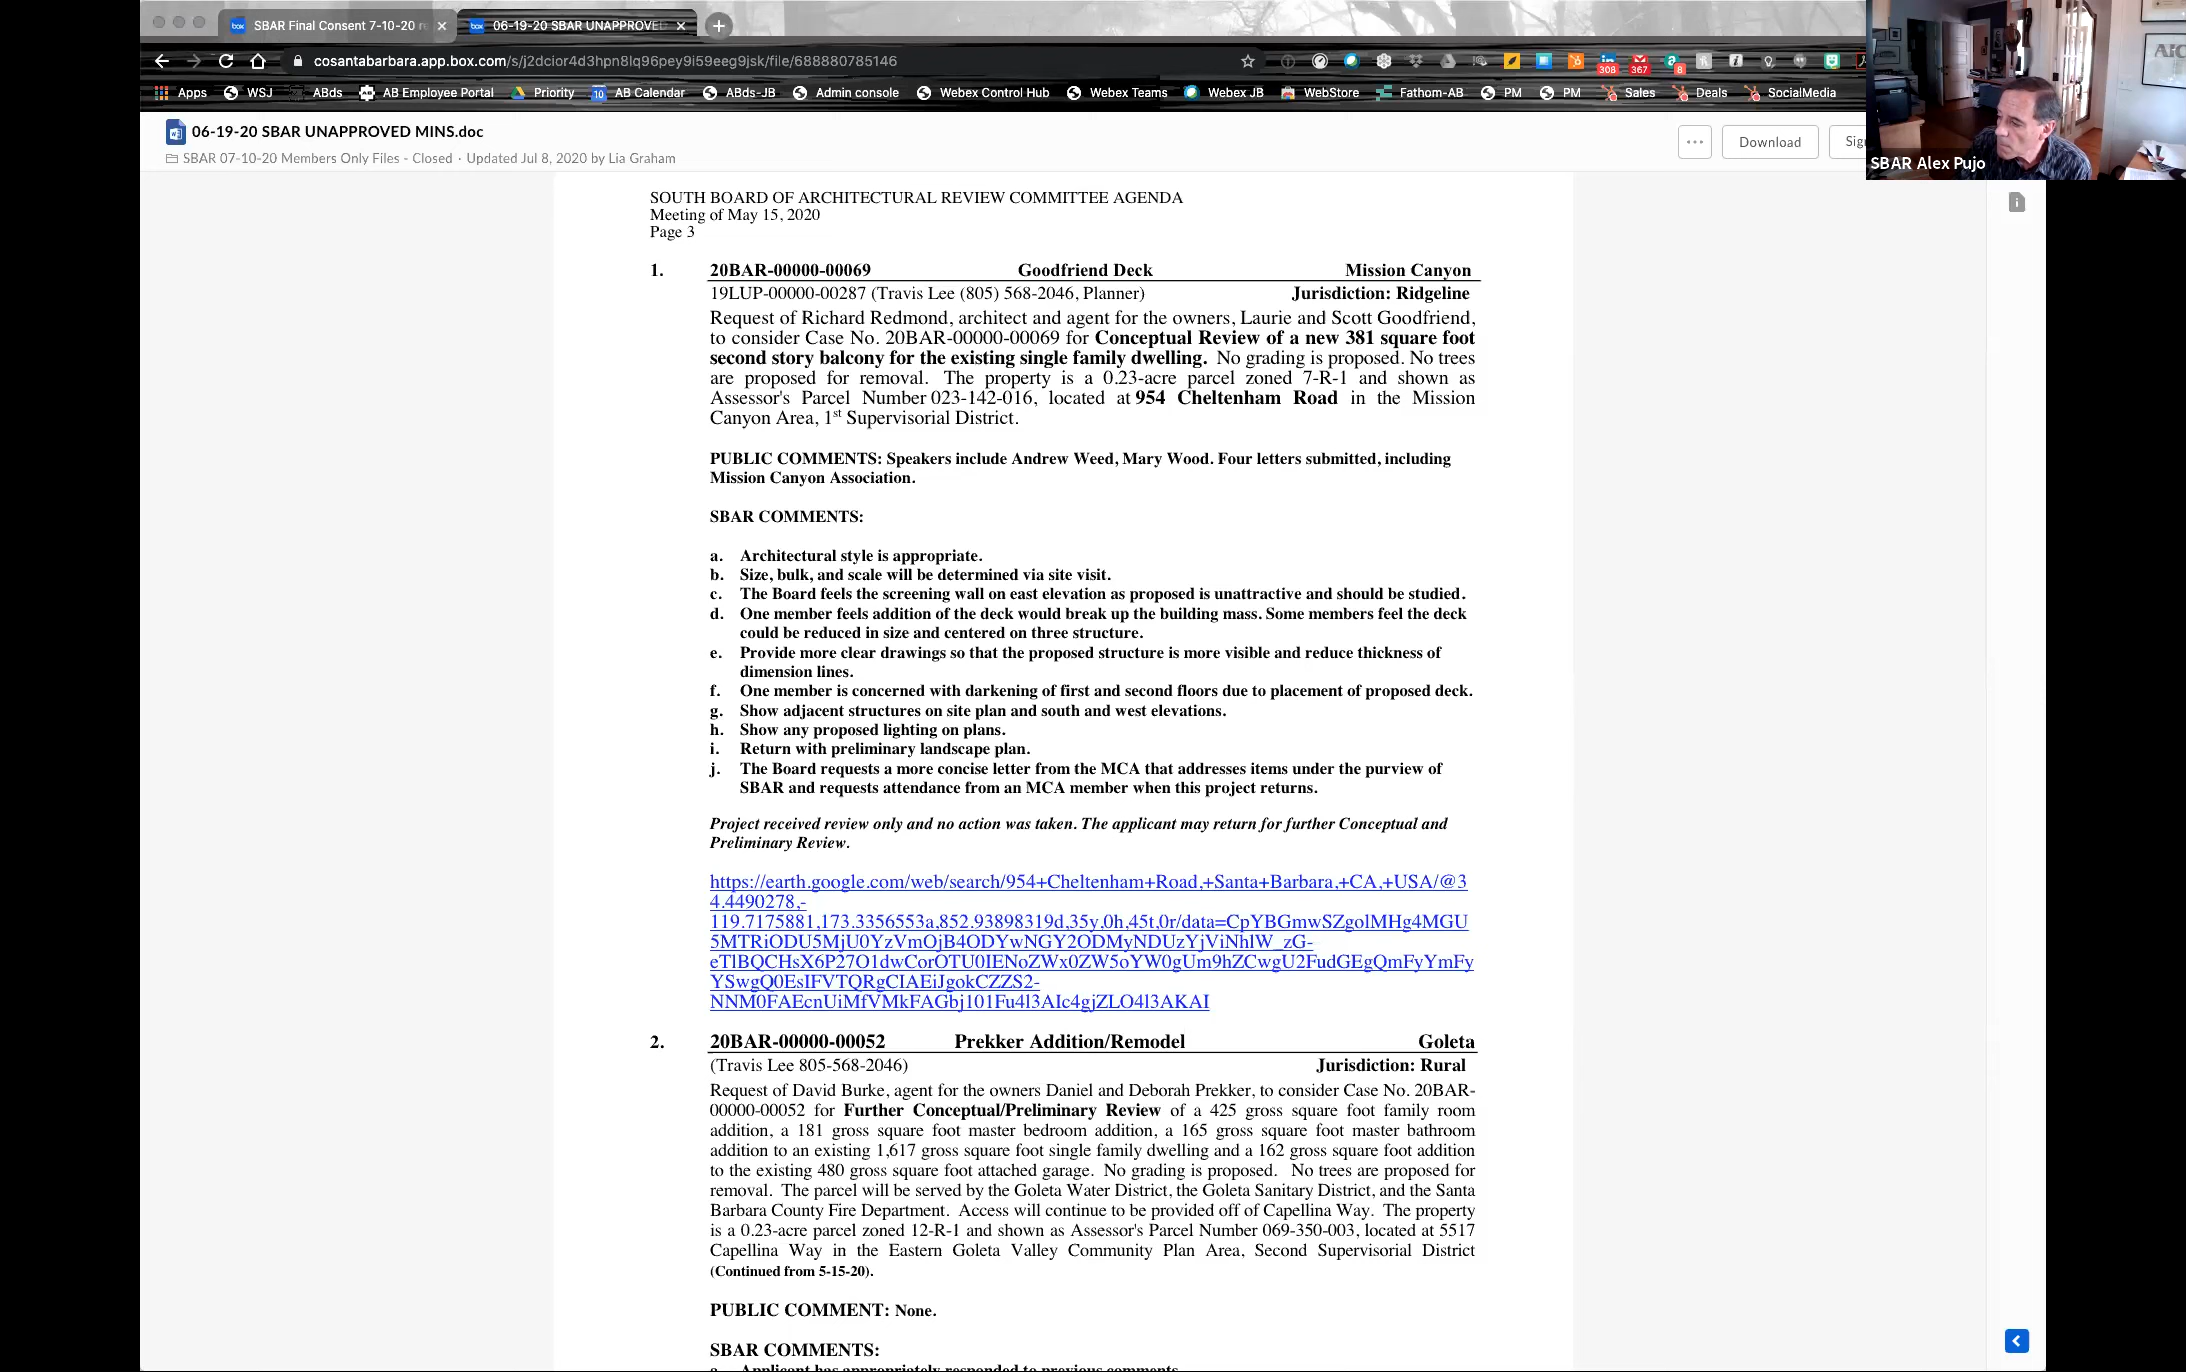 SBAR Final Consent 7-10-20
06-19-20 SBAR UNAPPROVE
cosantabarbara.app.box.com/s/j2dcior4d3hpn8lq96pey9i59eeg9jsk/file/688880785146
308 367 8
Apps WSJ ABds AB Employee Portal Priority 10 AB Calendar ABds-JB Admin console Webex Control Hub Webex Teams Webex JB WebStore Fathom-AB PM PM Sales Deals SocialMedia
06-19-20 SBAR UNAPPROVED MINS.doc
SBAR 07-10-20 Members Only Files - Closed · Updated Jul 8, 2020 by Lia Graham
Download
SBAR Alex Pujo
SOUTH BOARD OF ARCHITECTURAL REVIEW COMMITTEE AGENDA
Meeting of May 15, 2020
Page 3
1. 20BAR-00000-00069 Goodfriend Deck Mission Canyon
19LUP-00000-00287 (Travis Lee (805) 568-2046, Planner) Jurisdiction: Ridgeline
Request of Richard Redmond, architect and agent for the owners, Laurie and Scott Goodfriend,
to consider Case No. 20BAR-00000-00069 for Conceptual Review of a new 381 square foot
second story balcony for the existing single family dwelling. No grading is proposed. No trees
are proposed for removal. The property is a 0.23-acre parcel zoned 7-R-1 and shown as
Assessor's Parcel Number 023-142-016, located at 954 Cheltenham Road in the Mission
Canyon Area, 1st Supervisorial District.
PUBLIC COMMENTS: Speakers include Andrew Weed, Mary Wood. Four letters submitted, including
Mission Canyon Association.
SBAR COMMENTS:
a. Architectural style is appropriate.
b. Size, bulk, and scale will be determined via site visit.
c. The Board feels the screening wall on east elevation as proposed is unattractive and should be studied.
d. One member feels addition of the deck would break up the building mass. Some members feel the deck
could be reduced in size and centered on three structure.
e. Provide more clear drawings so that the proposed structure is more visible and reduce thickness of
dimension lines.
f. One member is concerned with darkening of first and second floors due to placement of proposed deck.
g. Show adjacent structures on site plan and south and west elevations.
h. Show any proposed lighting on plans.
i. Return with preliminary landscape plan.
j. The Board requests a more concise letter from the MCA that addresses items under the purview of
SBAR and requests attendance from an MCA member when this project returns.
Project received review only and no action was taken. The applicant may return for further Conceptual and
Preliminary Review.
https://earth.google.com/web/search/954+Cheltenham+Road,+Santa+Barbara,+CA,+USA/@3
4.4490278,-
119.7175881,173.3356553a,852.93898319d,35y,0h,45t,0r/data=CpYBGmwSZgolMHg4MGU
5MTRiODU5MjU0YzVmOjB4ODYwNGY2ODMyNDUzYjViNhlW_zG-
eTlBQCHsX6P27O1dwCorOTU0IENoZWx0ZW5oYW0gUm9hZCwgU2FudGEgQmFyYmFy
YSwgQ0EsIFVTQRgCIAEiJgokCZZS2-
NNM0FAEcnUiMfVMkFAGbj101Fu4l3AIc4gjZLO4l3AKAI
2. 20BAR-00000-00052 Prekker Addition/Remodel Goleta
(Travis Lee 805-568-2046) Jurisdiction: Rural
Request of David Burke, agent for the owners Daniel and Deborah Prekker, to consider Case No. 20BAR-
00000-00052 for Further Conceptual/Preliminary Review of a 425 gross square foot family room
addition, a 181 gross square foot master bedroom addition, a 165 gross square foot master bathroom
addition to an existing 1,617 gross square foot single family dwelling and a 162 gross square foot addition
to the existing 480 gross square foot attached garage. No grading is proposed. No trees are proposed for
removal. The parcel will be served by the Goleta Water District, the Goleta Sanitary District, and the Santa
Barbara County Fire Department. Access will continue to be provided off of Capellina Way. The property
is a 0.23-acre parcel zoned 12-R-1 and shown as Assessor's Parcel Number 069-350-003, located at 5517
Capellina Way in the Eastern Goleta Valley Community Plan Area, Second Supervisorial District
(Continued from 5-15-20).
PUBLIC COMMENT: None.
SBAR COMMENTS:
a. Applicant has appropriately responded to previous comments.